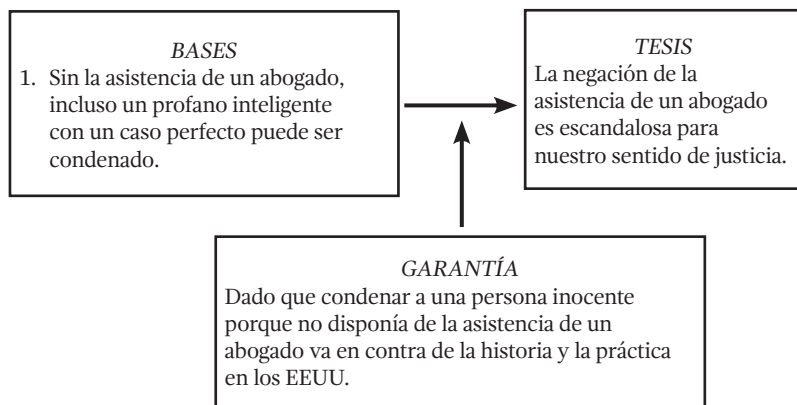 BASES
1. Sin la asistencia de un abogado,
incluso un profano inteligente
con un caso perfecto puede ser
condenado.
TESIS
La negación de la
asistencia de un abogado
es escandalosa para
nuestro sentido de justicia.
GARANTÍA
Dado que condenar a una persona inocente
porque no disponía de la asistencia de un
abogado va en contra de la historia y la práctica
en los EEUU.